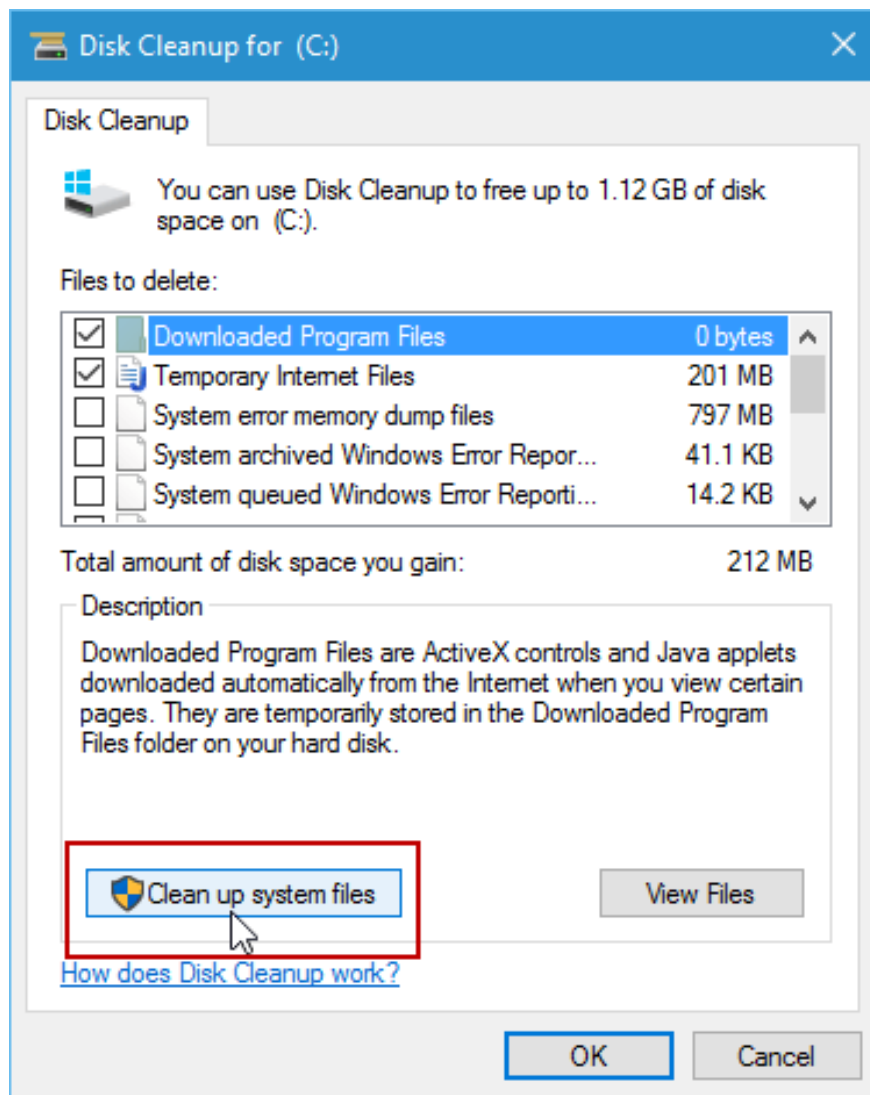 Disk Cleanup for (C:)
Disk Cleanup
You can use Disk Cleanup to free up to 1.12 GB of disk
space on (C:).
Files to delete:
Downloaded Program Files 0 bytes
Temporary Internet Files 201 MB
System error memory dump files 797 MB
System archived Windows Error Repor... 41.1 KB
System queued Windows Error Reporti... 14.2 KB
Total amount of disk space you gain: 212 MB
Description
Downloaded Program Files are ActiveX controls and Java applets
downloaded automatically from the Internet when you view certain
pages. They are temporarily stored in the Downloaded Program
Files folder on your hard disk.
Clean up system files View Files
How does Disk Cleanup work?
OK Cancel